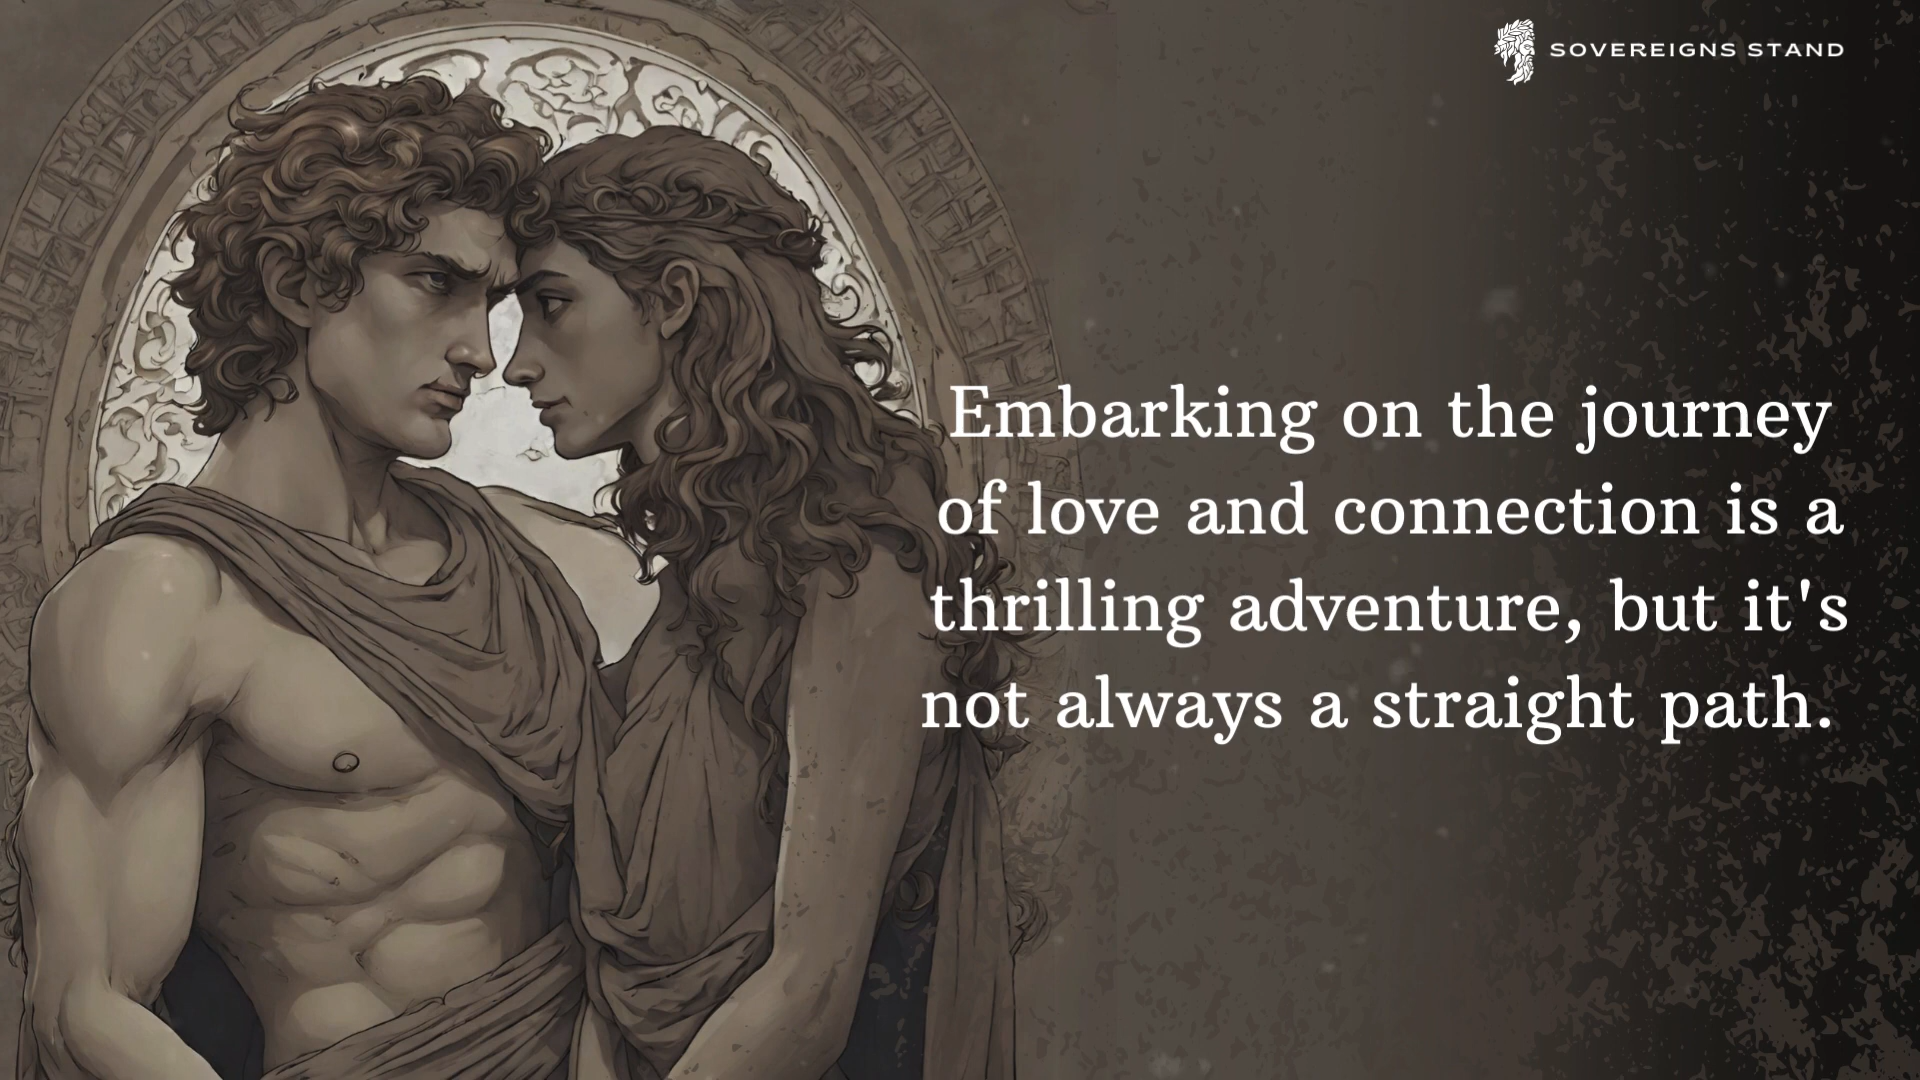 SOVEREIGNS STAND
Embarking on the journey
of love and connection is a
thrilling adventure, but it's
not always a straight path.